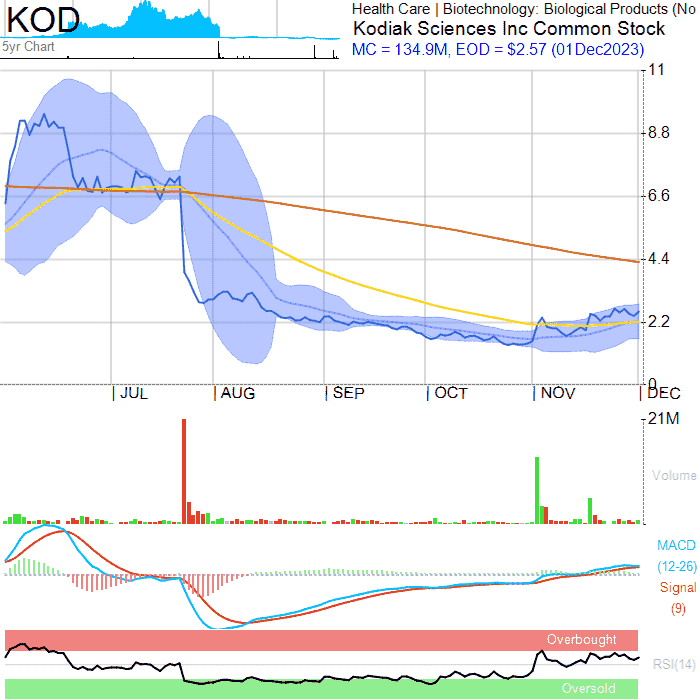 KOD
5yr Chart
Health Care | Biotechnology: Biological Products (No
Kodiak Sciences Inc Common Stock
MC = 134.9M, EOD = $2.57 (01Dec2023)
11
8.8
6.6
4.4
2.2
0
JUL AUG SEP OCT NOV DEC
21M
Volume
MACD
(12-26)
Signal
(9)
Overbought
RSI(14)
Oversold